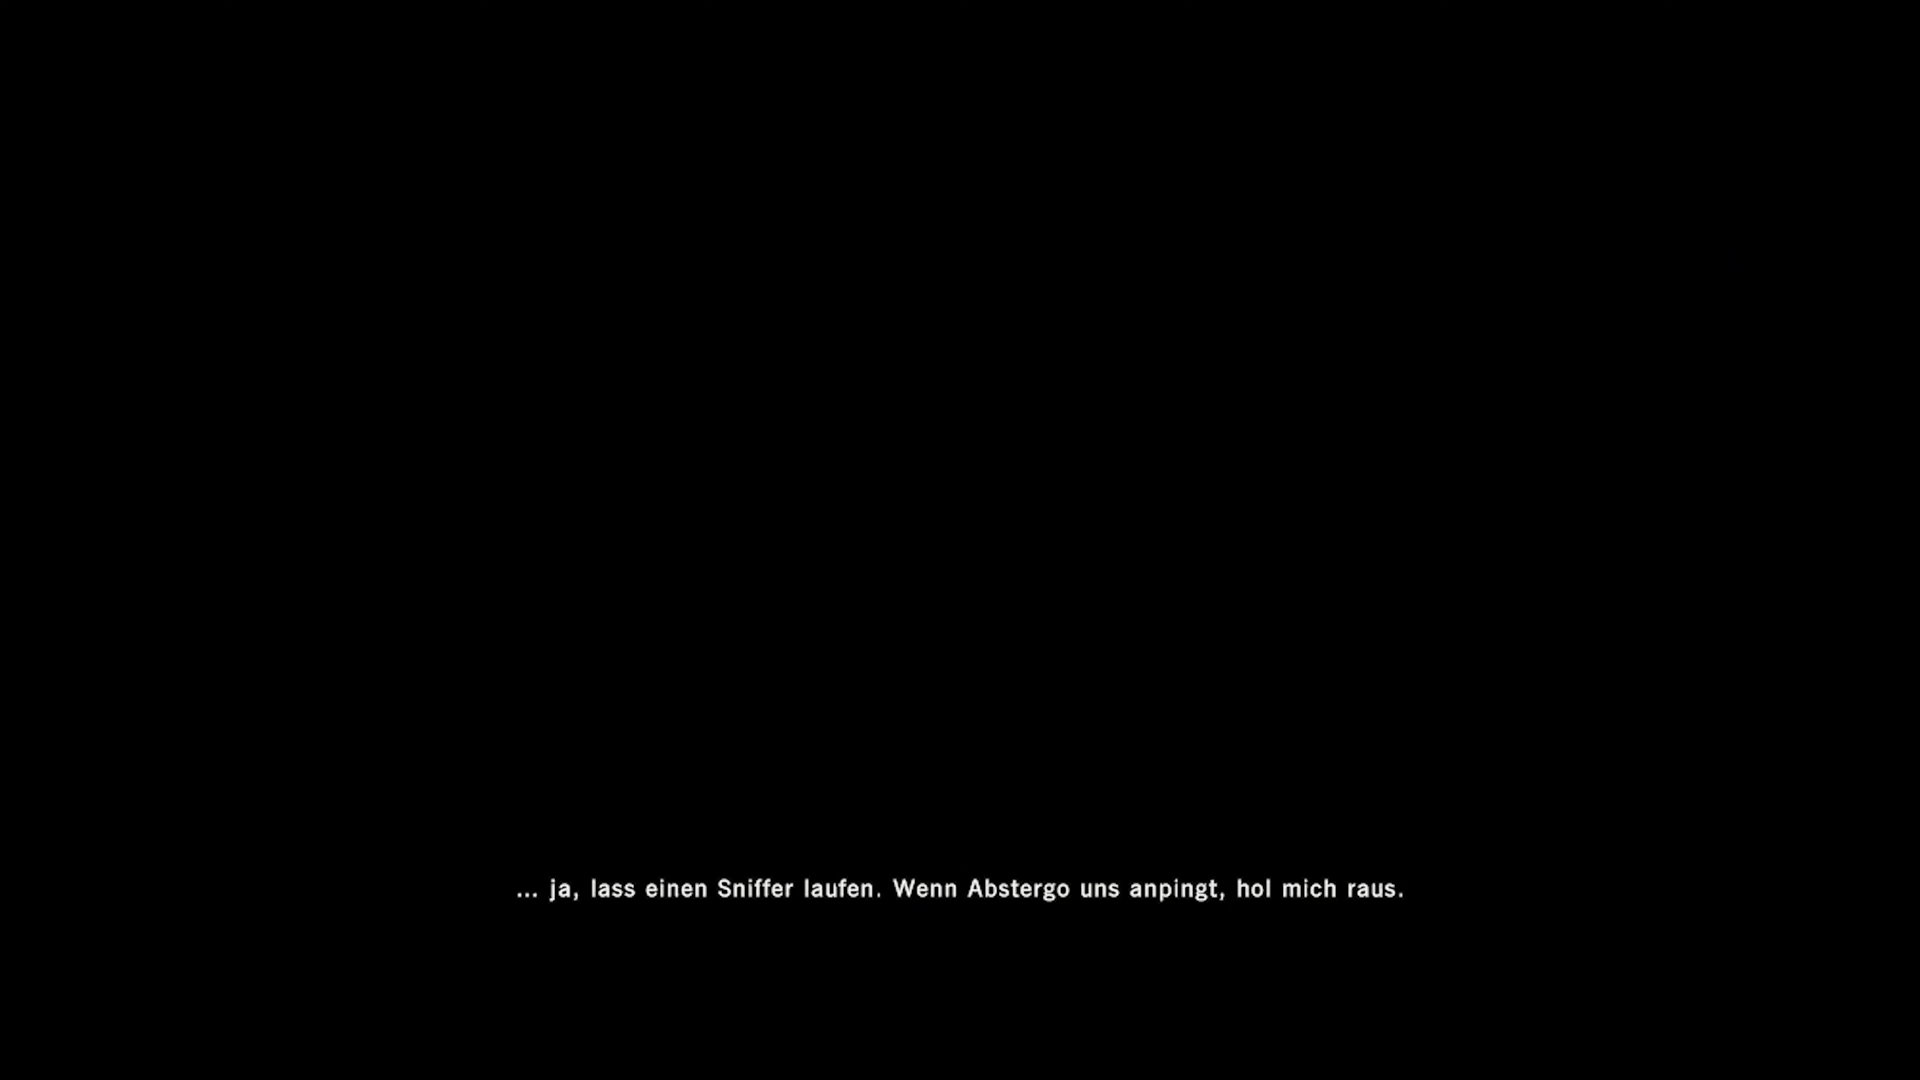 ... ja, lass einen Sniffer laufen. Wenn Abstergo uns anpingt, hol mich raus.